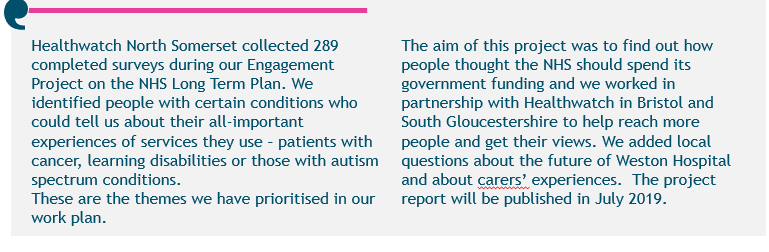 Healthwatch North Somerset collected 289
completed surveys during our Engagement
Project on the NHS Long Term Plan. We
identified people with certain conditions who
could tell us about their all-important
experiences of services they use – patients with
cancer, learning disabilities or those with autism
spectrum conditions.
These are the themes we have prioritised in our
work plan.
The aim of this project was to find out how
people thought the NHS should spend its
government funding and we worked in
partnership with Healthwatch in Bristol and
South Gloucestershire to help reach more
people and get their views. We added local
questions about the future of Weston Hospital
and about carers’ experiences.  The project
report will be published in July 2019.